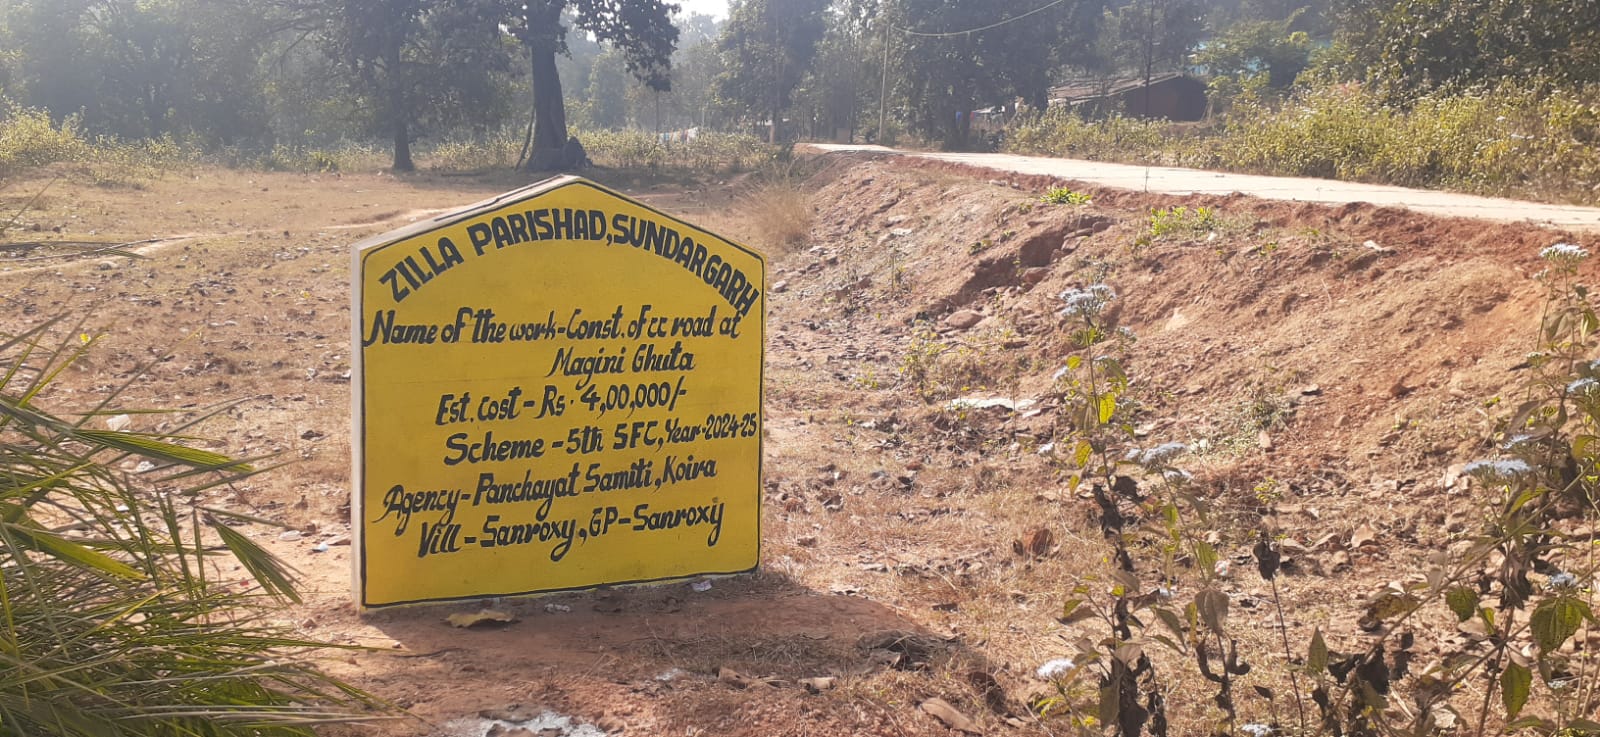 ZILLA PARISHAD, SUNDARGARH
Name of the work-Const. of cc road at
Magini Ghuta
Est. cost-Rs. 4,00,000/-
Scheme-5th SFC, Year-2024-25
Agency-Panchayat Samiti, Koira
Vill-Sanroxy, GP-Sanroxy